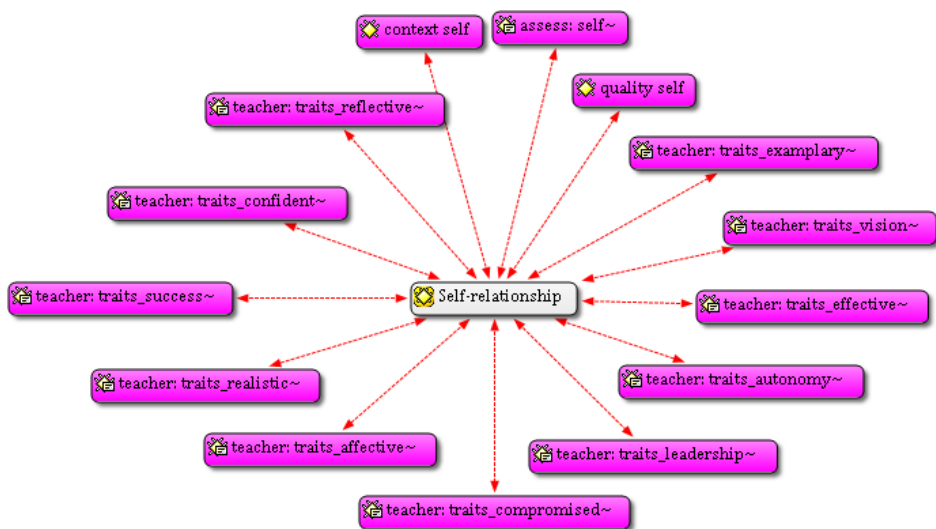 context self
assess: self~
quality self
teacher: traits_reflective~
teacher: traits_examplary~
teacher: traits_confident~
teacher: traits_vision~
Self-relationship
teacher: traits_success~
teacher: traits_effective~
teacher: traits_realistic~
teacher: traits_autonomy~
teacher: traits_affective~
teacher: traits_leadership~
teacher: traits_compromised~